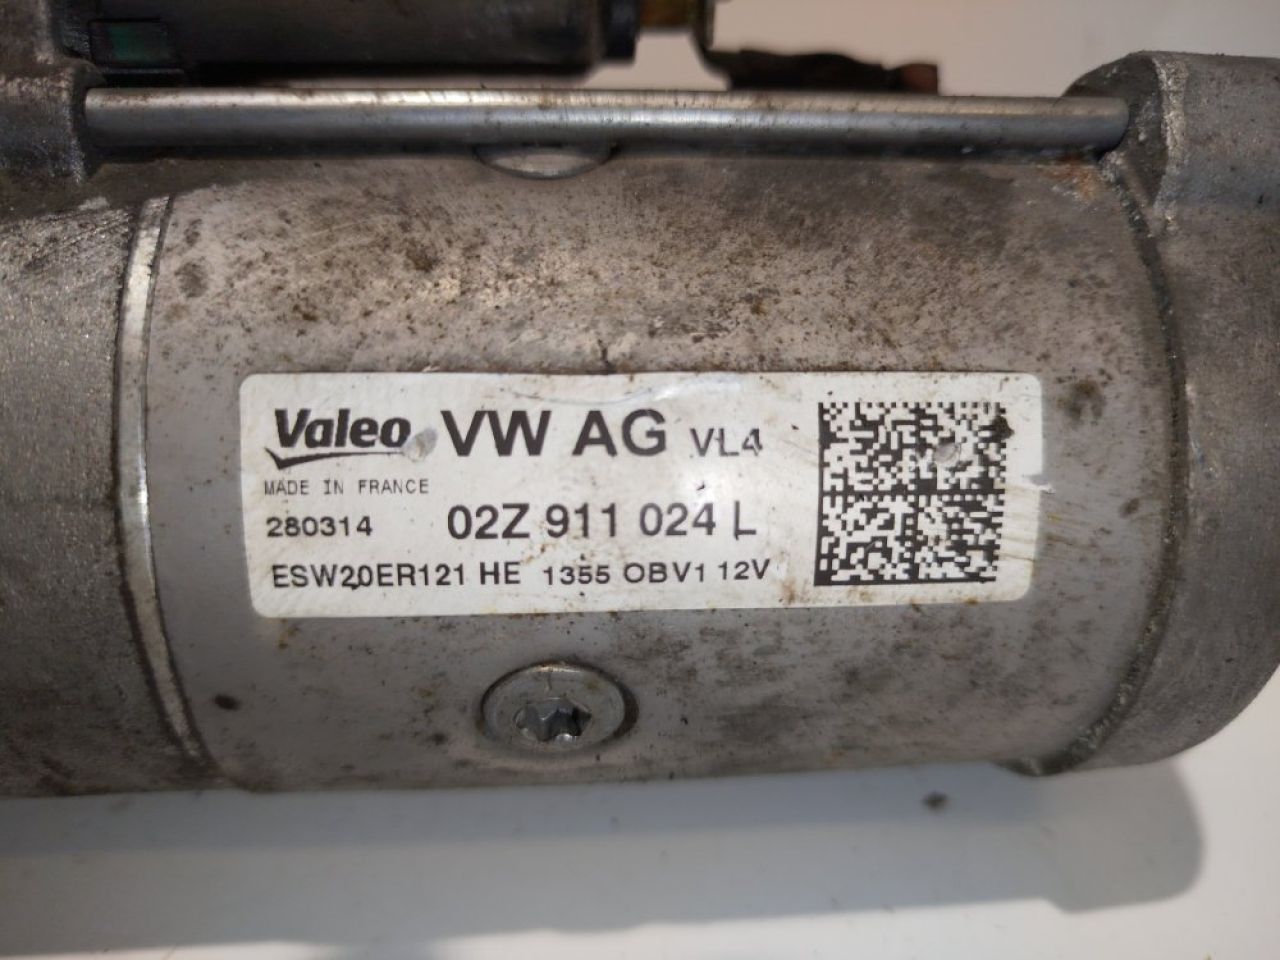 Valeo VW AG VL4
MADE IN FRANCE
280314 02Z 911 024 L
ESW20ER121 HE 1355 OBV1 12V